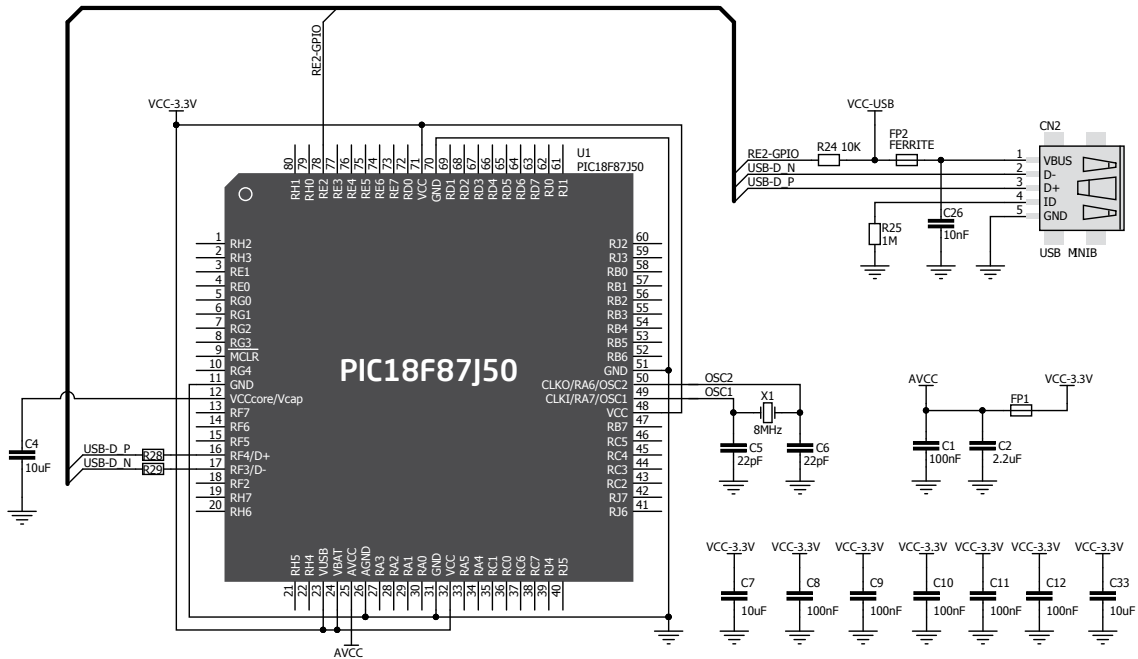 RE2-GPIO
VCC-3.3V
VCC-USB
CN2
FP2
FERRITE
R24 10K
U1
PIC18F87J50
80 79 78 77 76 75 74 73 72 71 70 69 68 67 66 65 64 63 62 61
RH1 RH0 RE2 RE3 RE4 RE5 RE6 RE7 RD0 VCC GND RD1 RD2 RD3 RD4 RD5 RD6 RD7 RJ0 RJ1
RE2-GPIO 1 VBUS
USB-D_N 2 D-
USB-D_P 3 D+
4 ID
5 GND
R25
1M
C26
10nF
USB MINIB
1 RH2
2 RH3
3 RE1
4 RE0
5 RG0
6 RG1
7 RG2
8 RG3
9 MCLR
10 RG4
11 GND
12 VCCcore/Vcap
13 RF7
14 RF6
15 RF5
16 RF4/D+
17 RF3/D-
18 RF2
19 RH7
20 RH6
PIC18F87J50
RJ2 60
RJ3 59
RB0 58
RB1 57
RB2 56
RB3 55
RB4 54
RB5 53
RB6 52
GND 51
CLKO/RA6/OSC2 50
CLKI/RA7/OSC1 49
VCC 48
RB7 47
RC5 46
RC4 45
RC3 44
RC2 43
RJ7 42
RJ6 41
OSC2
OSC1
X1
8MHz
C5
22pF
C6
22pF
C4
10uF
USB-D_P R28
USB-D_N R29
AVCC
VCC-3.3V
FP1
C1
100nF
C2
2.2uF
RH5 RH4 VUSB VBAT AVCC AGND RA3 RA2 RA1 RA0 GND VCC RA5 RA4 RC1 RC0 RC6 RC7 RJ4 RJ5
21 22 23 24 25 26 27 28 29 30 31 32 33 34 35 36 37 38 39 40
AVCC
VCC-3.3V VCC-3.3V VCC-3.3V VCC-3.3V VCC-3.3V VCC-3.3V VCC-3.3V
C7 C8 C9 C10 C11 C12 C33
10uF 100nF 100nF 100nF 100nF 100nF 10uF